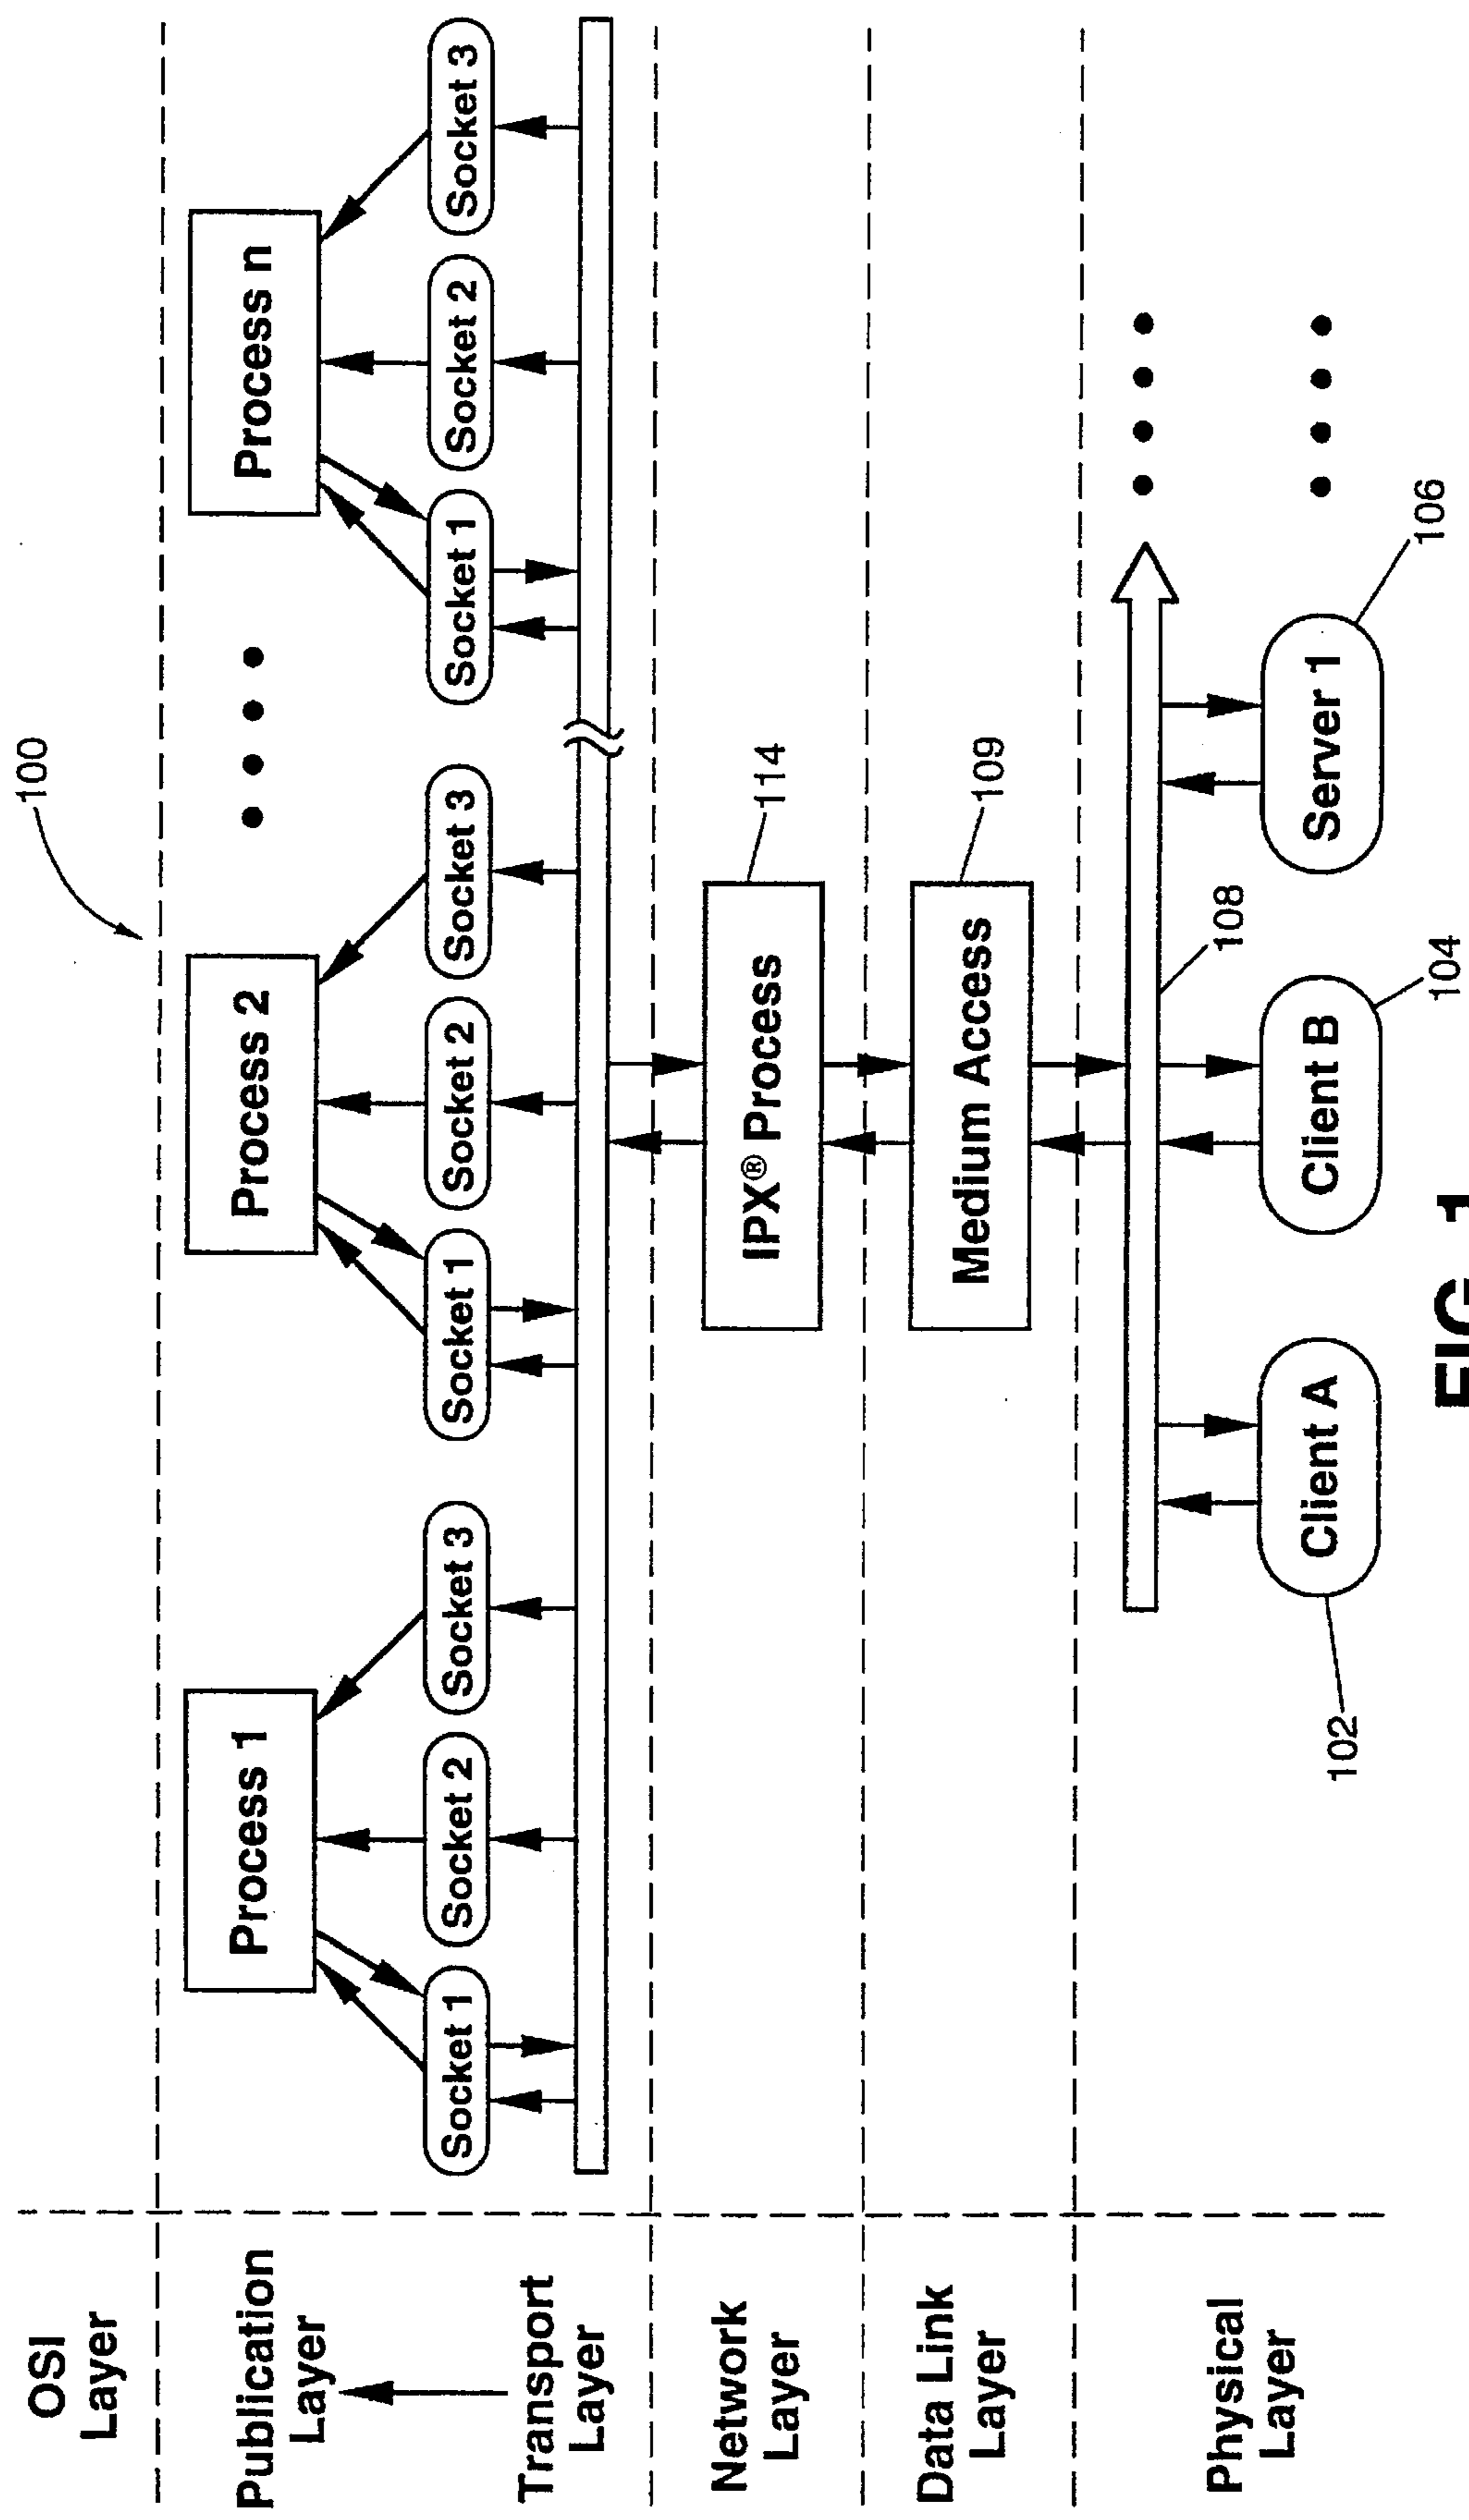 OSI
Layer
100
Publication
Layer
Process 1
Process 2
Process n
Socket 1
Socket 2
Socket 3
Socket 1
Socket 2
Socket 3
Socket 1
Socket 2
Socket 3
Transport
Layer
Network
Layer
IPX® Process
114
Data Link
Layer
Medium Access
109
Physical
Layer
108
Client A
Client B
Server 1
102
104
106
FIG. 1